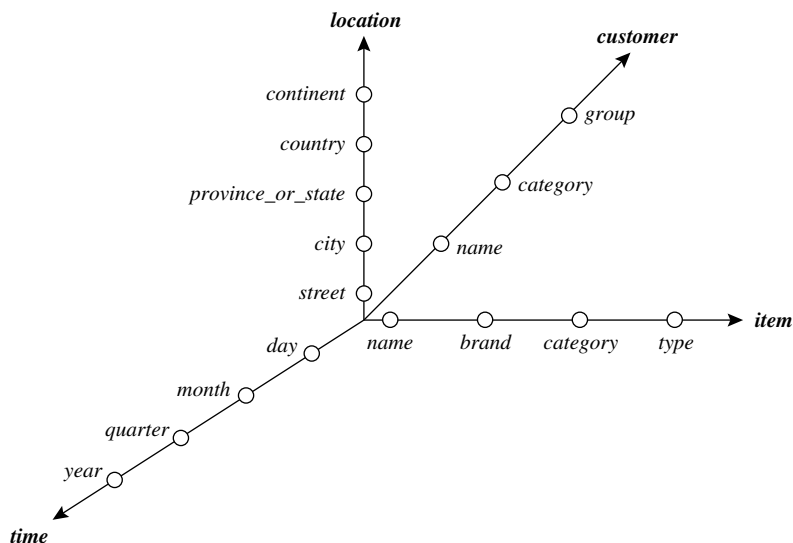 location
customer
continent
group
country
category
province_or_state
city
name
street
item
day
name brand category type
month
quarter
year
time